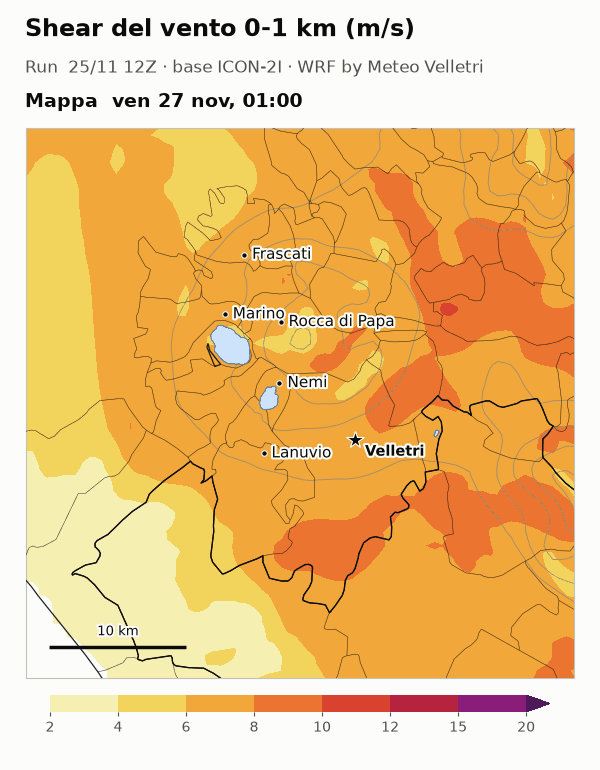 Shear del vento 0-1 km (m/s)
Run  25/11 12Z · base ICON-2I · WRF by Meteo Velletri
Mappa  ven 27 nov, 01:00
Frascati
Marino
Rocca di Papa
Nemi
Velletri
Lanuvio
10 km
2 4 6 8 10 12 15 20